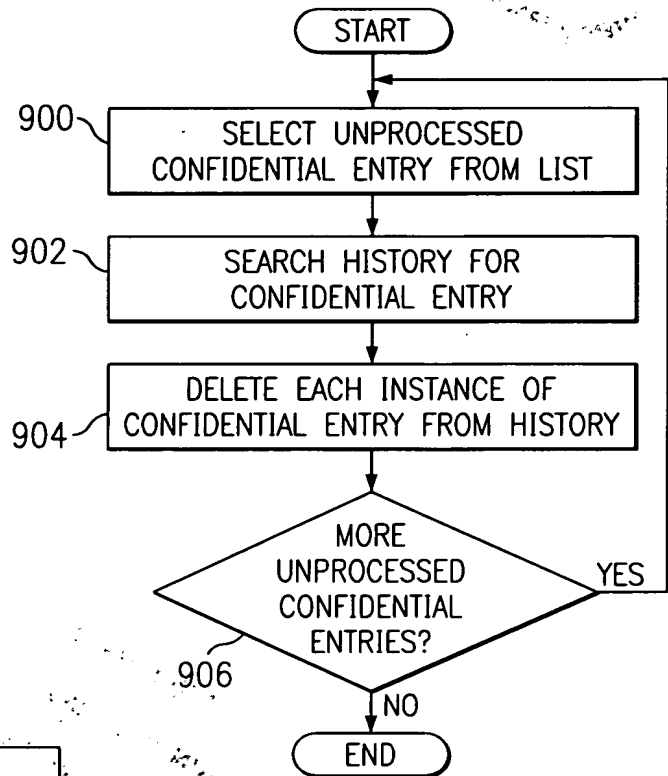 START
900
SELECT UNPROCESSED
CONFIDENTIAL ENTRY FROM LIST
902
SEARCH HISTORY FOR
CONFIDENTIAL ENTRY
904
DELETE EACH INSTANCE OF
CONFIDENTIAL ENTRY FROM HISTORY
MORE
UNPROCESSED
CONFIDENTIAL
ENTRIES?
YES
906
NO
END